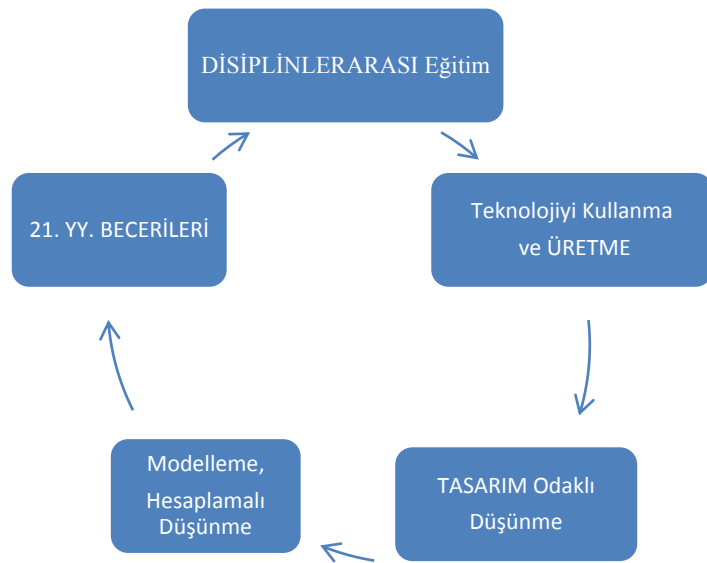 DİSİPLİNLERARASI Eğitim
Teknolojiyi Kullanma
ve ÜRETME
TASARIM Odaklı
Düşünme
Modelleme,
Hesaplamalı
Düşünme
21. YY. BECERİLERİ